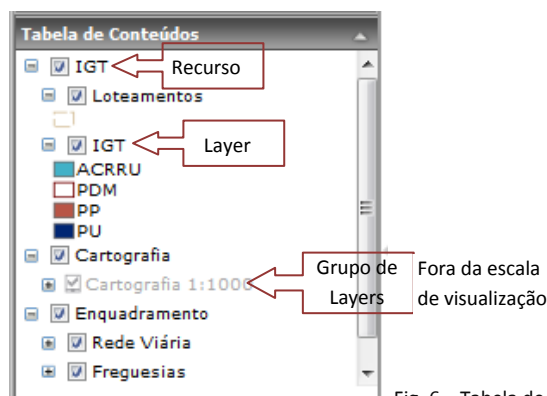 Tabela de Conteúdos
IGT
Recurso
Loteamentos
IGT
Layer
ACRRU
PDM
PP
PU
Cartografia
Cartografia 1:1000
Grupo de
Layers
Fora da escala
de visualização
Enquadramento
Rede Viária
Freguesias